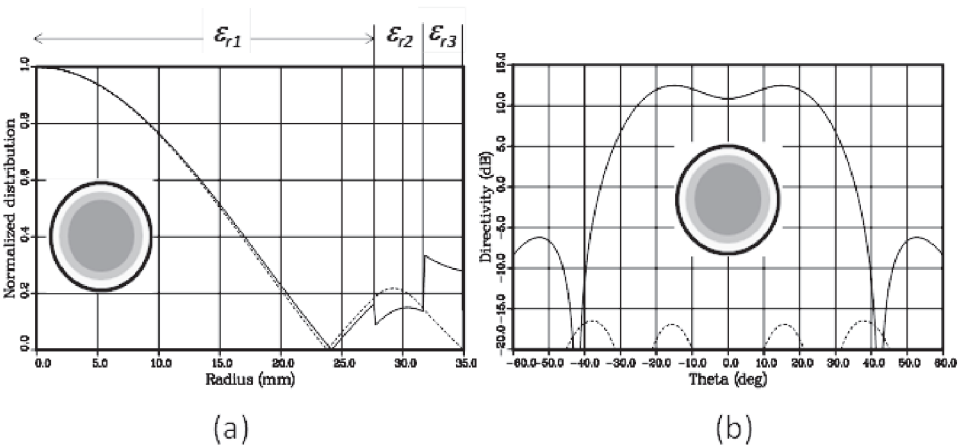 εr1 εr2 εr3
1.0
0.8
0.6
0.4
0.2
0.0
Normalized distribution
0.0 5.0 10.0 15.0 20.0 25.0 30.0 35.0
Radius (mm)
(a)
15.0
10.0
5.0
0.0
-5.0
-10.0
-15.0
-20.0
Directivity (dB)
-60.0 -50.0 -40.0 -30.0 -20.0 -10.0 0.0 10.0 20.0 30.0 40.0 50.0 60.0
Theta (deg)
(b)